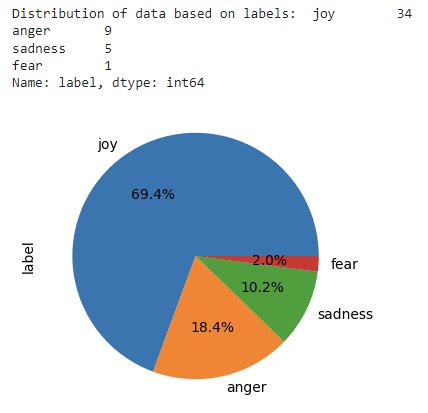 Distribution of data based on labels:  joy        34
anger       9
sadness     5
fear        1
Name: label, dtype: int64
joy
69.4%
label
2.0%
fear
10.2%
sadness
18.4%
anger